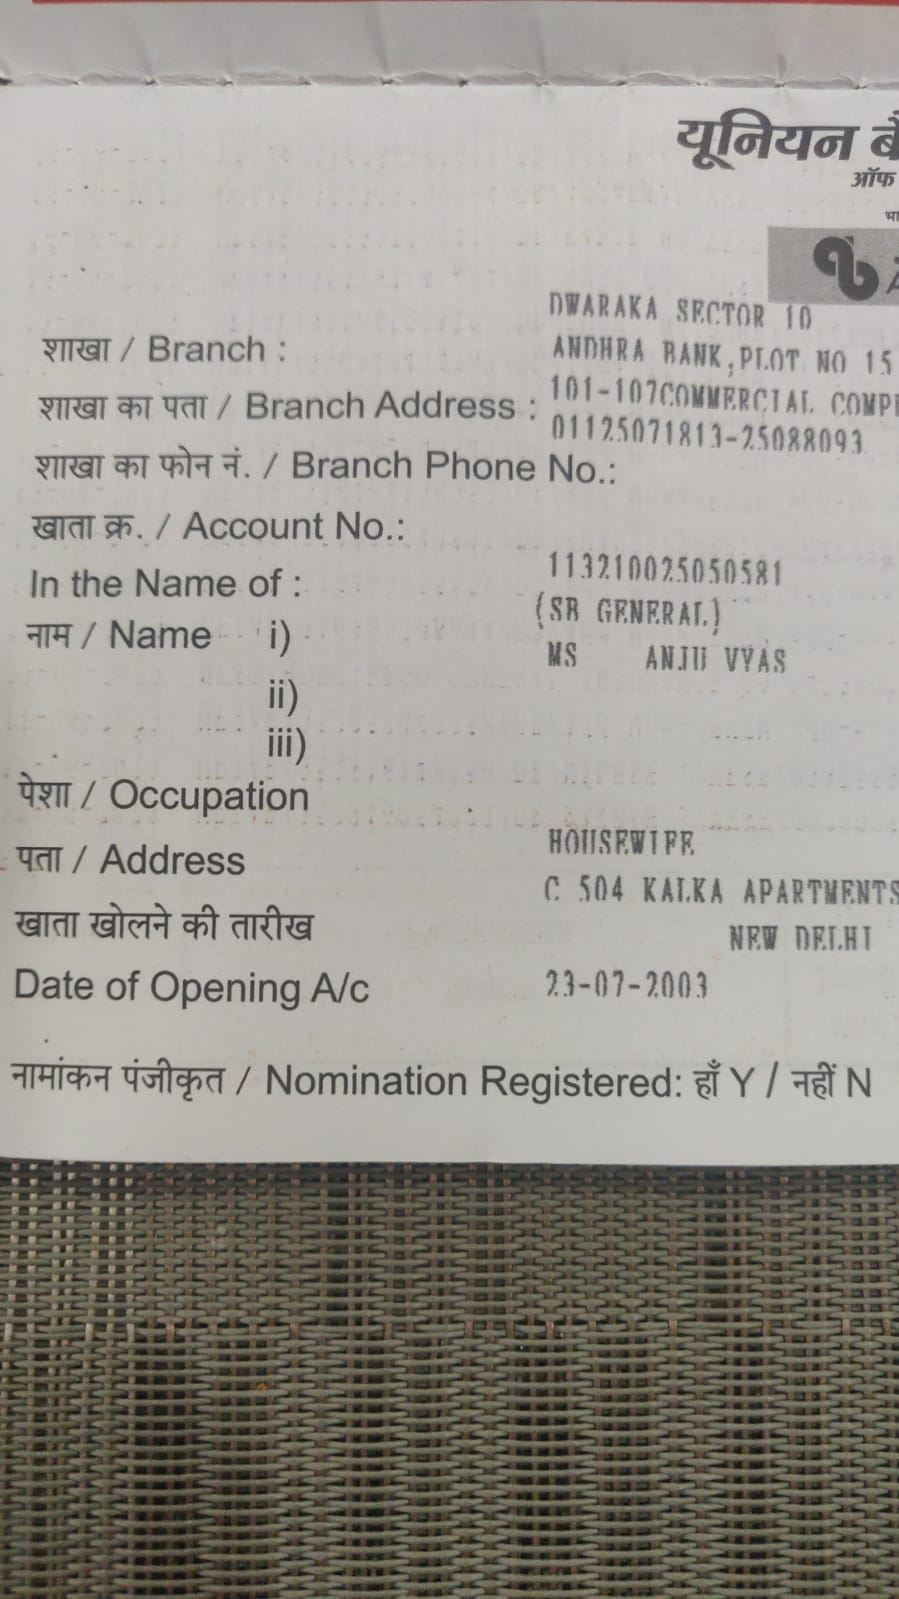 यूनियन बैं
ऑफ
भा
DWARAKA SECTOR 10
शाखा / Branch :
ANDHRA BANK,PLOT NO 15
शाखा का पता / Branch Address :
101-107COMMERCIAL COMPL
01125071813-25088093
शाखा का फोन नं. / Branch Phone No.:
खाता क्र. / Account No.:
113210025050581
In the Name of :
(SB GENERAL)
नाम / Name i)
MS ANJU VYAS
ii)
iii)
पेशा / Occupation
HOUSEWIFE
पता / Address
C 504 KALKA APARTMENTS
खाता खोलने की तारीख
NEW DELHI
Date of Opening A/c
23-07-2003
नामांकन पंजीकृत / Nomination Registered: हाँ Y / नहीं N